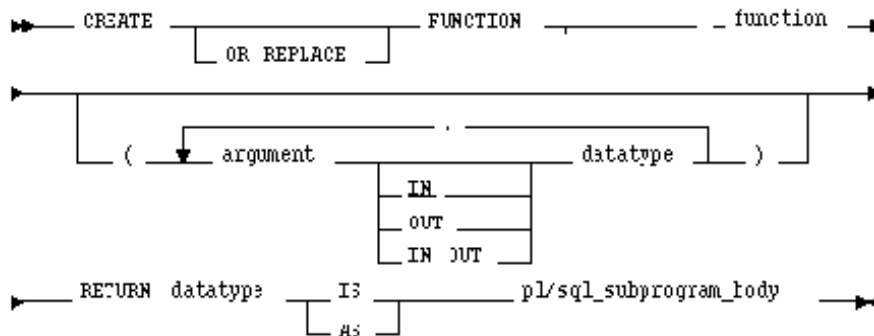 CREATE FUNCTION function
OR REPLACE
,
( argument datatype )
IN
OUT
IN OUT
RETURN datatype IS pl/sql_subprogram_body
AS